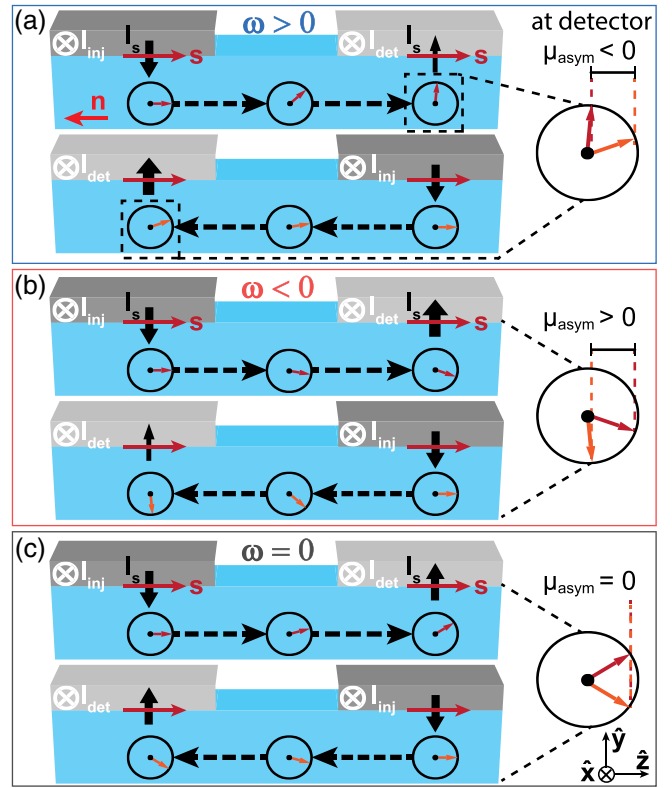 (a)
ω > 0
at detector
⊗ I_inj
I_s
s
⊗ I_det
I_s
s
μ_asym < 0
n
⊗ I_det
⊗ I_inj
(b)
ω < 0
⊗ I_inj
I_s
s
⊗ I_det
I_s
s
μ_asym > 0
⊗ I_det
⊗ I_inj
(c)
ω = 0
⊗ I_inj
I_s
s
⊗ I_det
I_s
s
μ_asym = 0
⊗ I_det
⊗ I_inj
ŷ
x̂ ⊗ ẑ